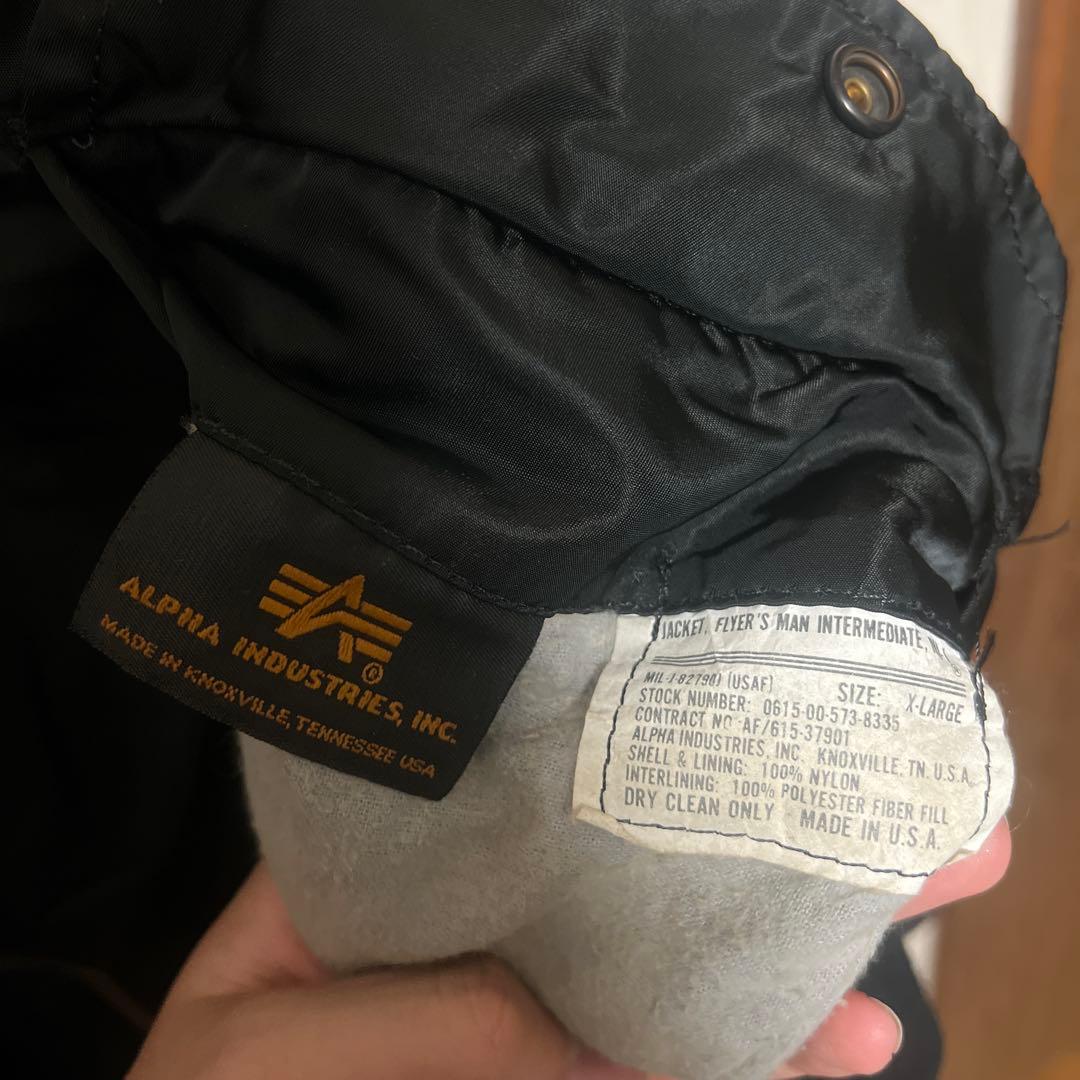 ALPHA INDUSTRIES, INC.
®
MADE IN KNOXVILLE, TENNESSEE USA
JACKET, FLYER'S MAN INTERMEDIATE,
®
MIL-J-82790J (USAF)
SIZE: X-LARGE
STOCK NUMBER: 0615-00-573-8335
CONTRACT NO AF/615-37901
ALPHA INDUSTRIES, INC. KNOXVILLE, TN. U.S.A.
SHELL & LINING: 100% NYLON
INTERLINING: 100% POLYESTER FIBER FILL
DRY CLEAN ONLY MADE IN U.S.A.